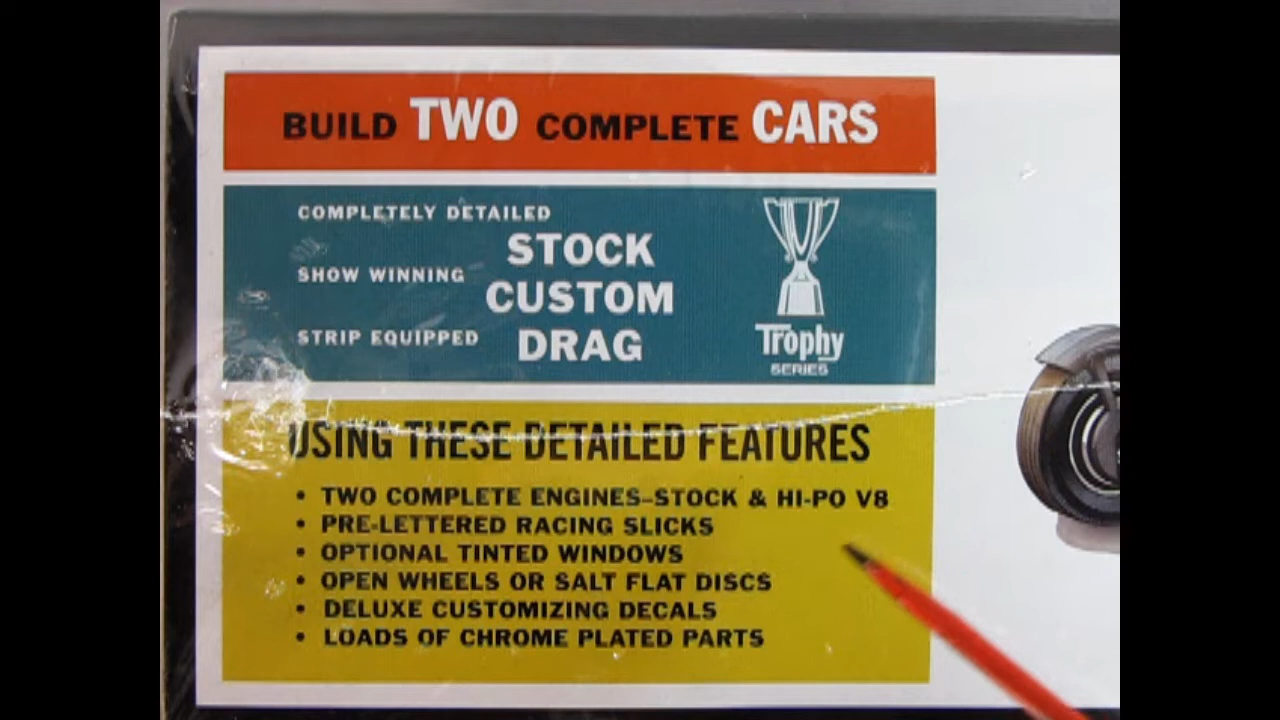 BUILD TWO COMPLETE CARS
COMPLETELY DETAILED
STOCK
SHOW WINNING
CUSTOM
STRIP EQUIPPED
DRAG
Trophy
SERIES
USING THESE DETAILED FEATURES
• TWO COMPLETE ENGINES–STOCK & HI-PO V8
• PRE-LETTERED RACING SLICKS
• OPTIONAL TINTED WINDOWS
• OPEN WHEELS OR SALT FLAT DISCS
• DELUXE CUSTOMIZING DECALS
• LOADS OF CHROME PLATED PARTS